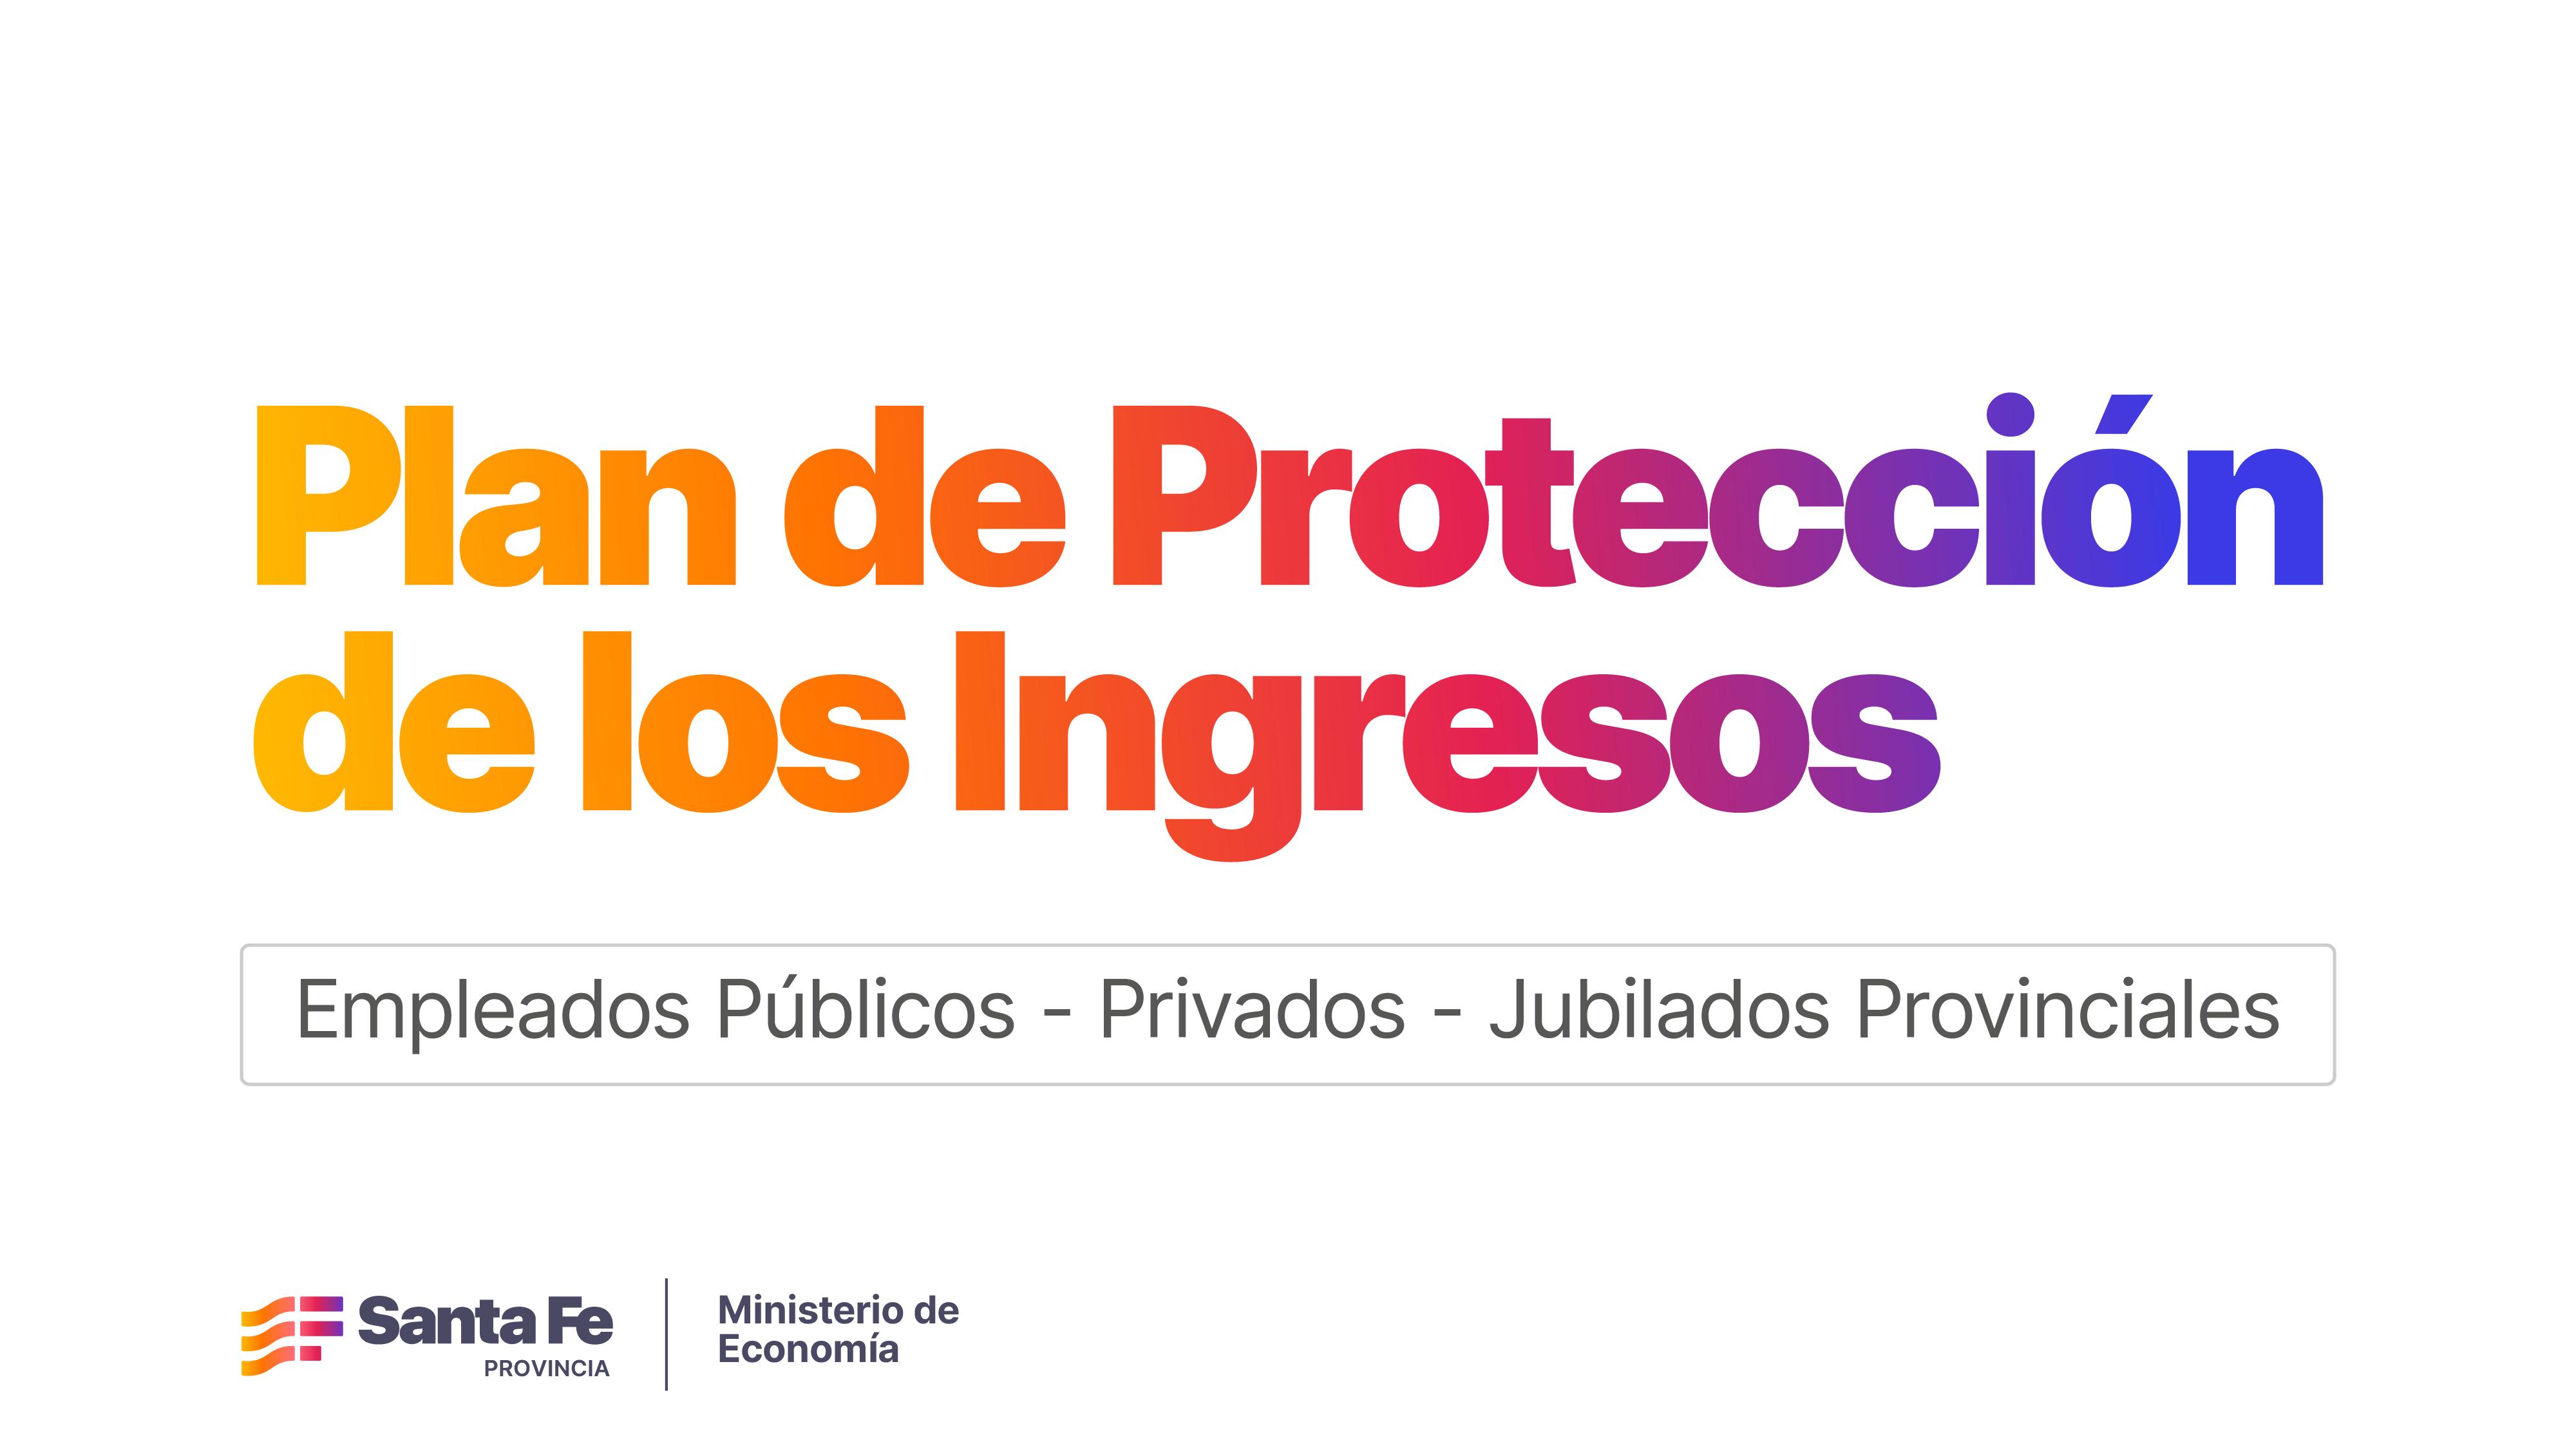 Plan de Protección
de los Ingresos
Empleados Públicos - Privados - Jubilados Provinciales
Santa Fe
PROVINCIA
Ministerio de
Economía